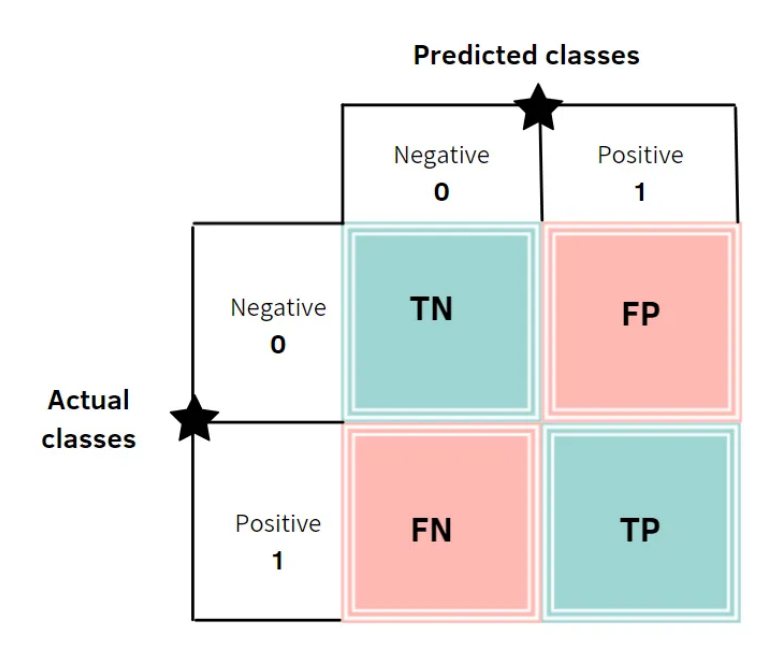 Predicted classes
Negative
0
Positive
1
Negative
0
TN
FP
Actual
classes
Positive
1
FN
TP